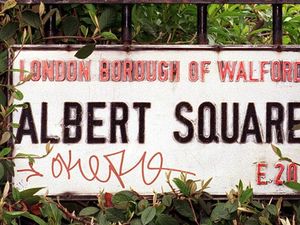 LONDON BOROUGH OF WALFORD
ALBERT SQUARE
E.20